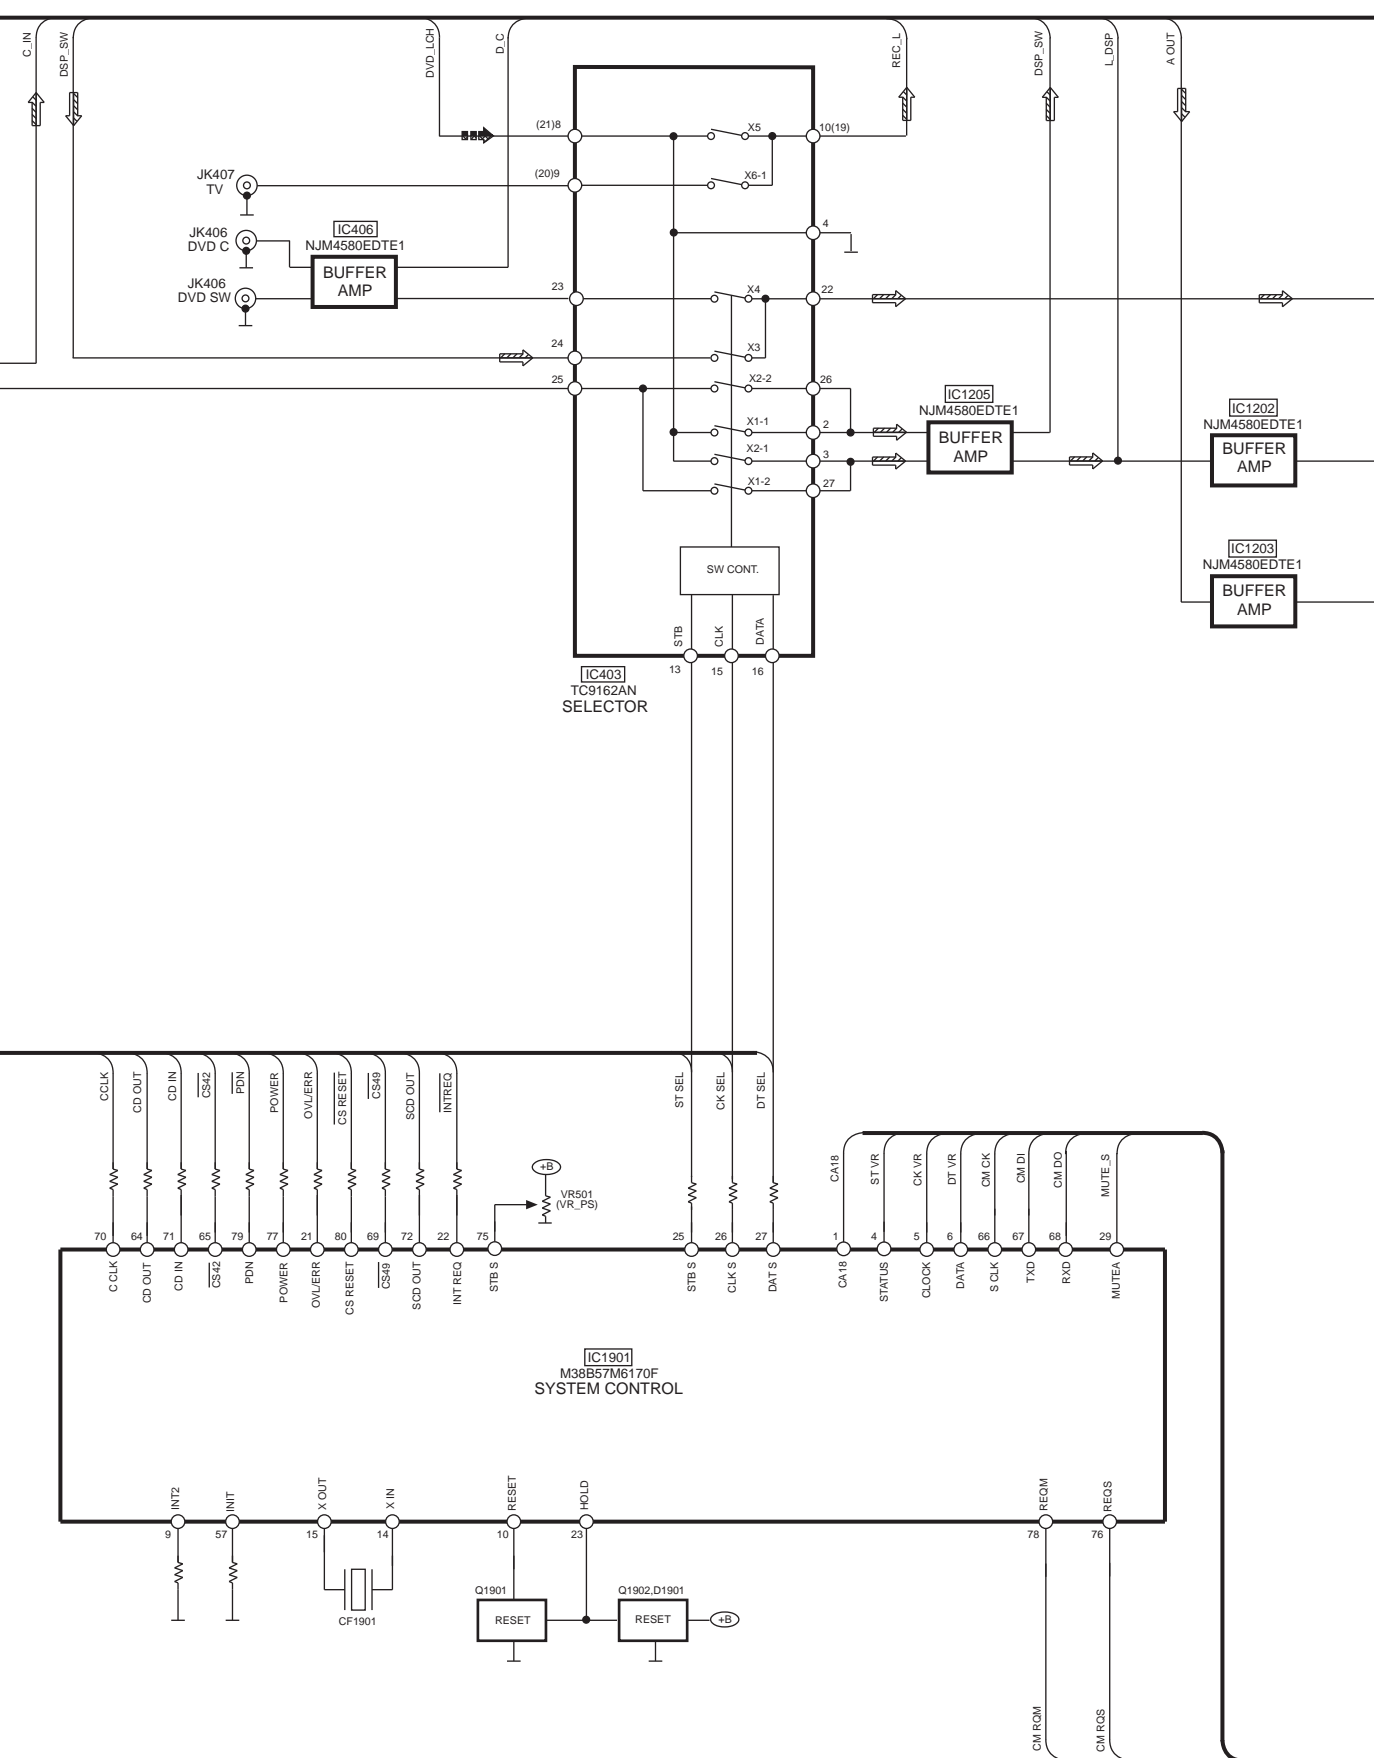 C_IN
DSP_SW
DVD_LCH
D_C
REC_L
DSP_SW
L_DSP
A OUT
(21)8
X5
10(19)
JK407
TV
(20)9
X6-1
JK406
DVD C
IC406
NJM4580EDTE1
BUFFER
AMP
4
JK406
DVD SW
23
X4
22
24
X3
25
X2-2
26
X1-1
2
X2-1
3
X1-2
27
IC1205
NJM4580EDTE1
BUFFER
AMP
IC1202
NJM4580EDTE1
BUFFER
AMP
IC1203
NJM4580EDTE1
BUFFER
AMP
SW CONT.
STB
CLK
DATA
13
15
16
IC403
TC9162AN
SELECTOR
CCLK
CD OUT
CD IN
CS42
PDN
POWER
OVL/ERR
CS RESET
CS49
SCD OUT
INTREQ
ST SEL
CK SEL
DT SEL
CA18
ST VR
CK VR
DT VR
CM CK
CM DI
CM DO
MUTE_S
+B
VR501
(VR_PS)
70
64
71
65
79
77
21
80
69
72
22
75
25
26
27
1
4
5
6
66
67
68
29
C CLK
CD OUT
CD IN
CS42
PDN
POWER
OVL/ERR
CS RESET
CS49
SCD OUT
INT REQ
STB S
STB S
CLK S
DAT S
CA18
STATUS
CLOCK
DATA
S CLK
TXD
RXD
MUTEA
IC1901
M38B57M6170F
SYSTEM CONTROL
INT2
INIT
X OUT
X IN
RESET
HOLD
REQM
REQS
9
57
15
14
10
23
78
76
CF1901
Q1901
RESET
Q1902,D1901
RESET
+B
CM RQM
CM RQS